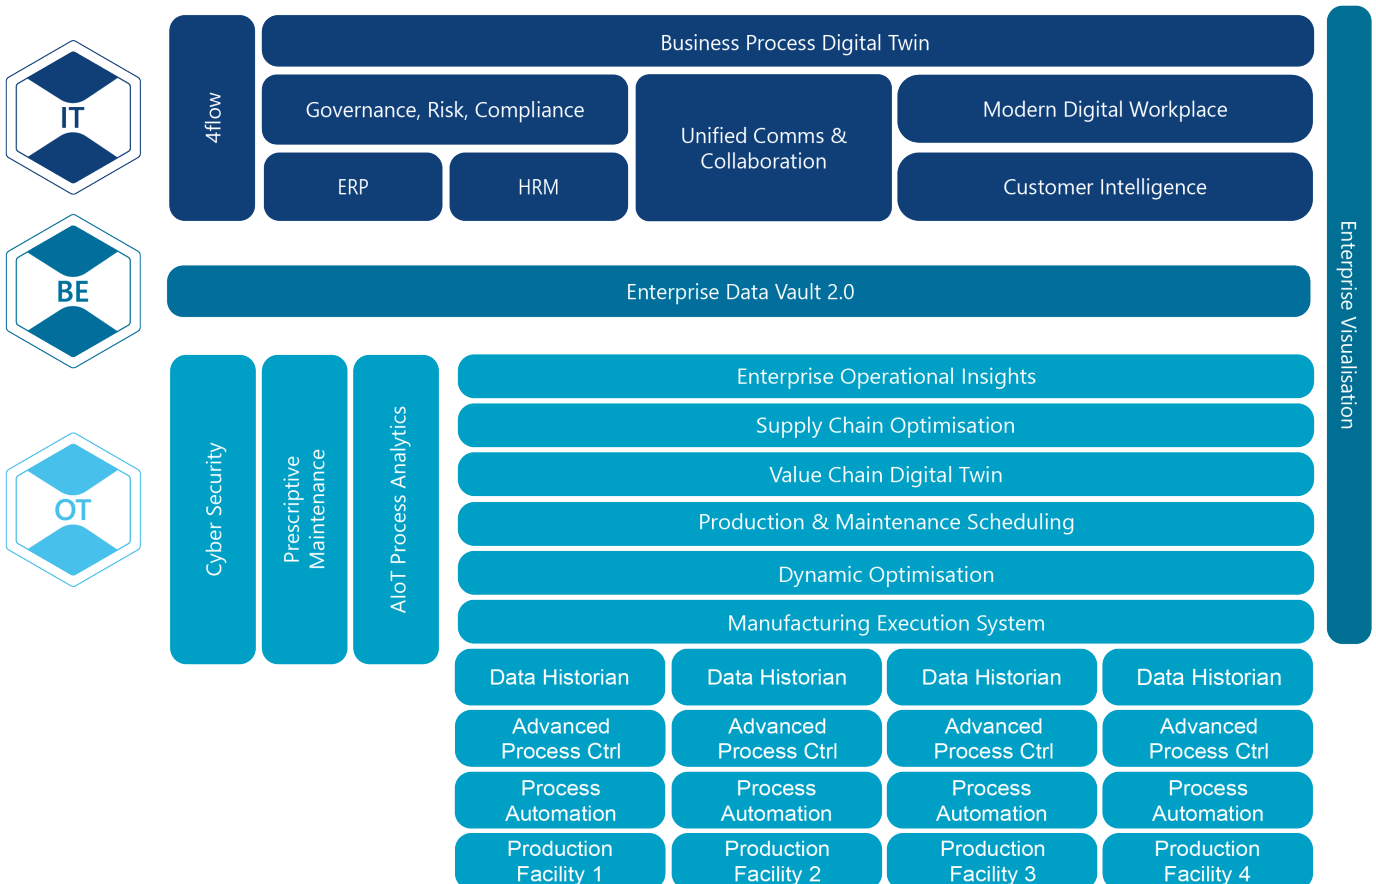 IT
4flow
Business Process Digital Twin
Governance, Risk, Compliance
ERP
HRM
Unified Comms &
Collaboration
Modern Digital Workplace
Customer Intelligence
Enterprise Visualisation
BE
Enterprise Data Vault 2.0
OT
Cyber Security
Prescriptive
Maintenance
AIoT Process Analytics
Enterprise Operational Insights
Supply Chain Optimisation
Value Chain Digital Twin
Production & Maintenance Scheduling
Dynamic Optimisation
Manufacturing Execution System
Data Historian
Data Historian
Data Historian
Data Historian
Advanced
Process Ctrl
Advanced
Process Ctrl
Advanced
Process Ctrl
Advanced
Process Ctrl
Process
Automation
Process
Automation
Process
Automation
Process
Automation
Production
Facility 1
Production
Facility 2
Production
Facility 3
Production
Facility 4